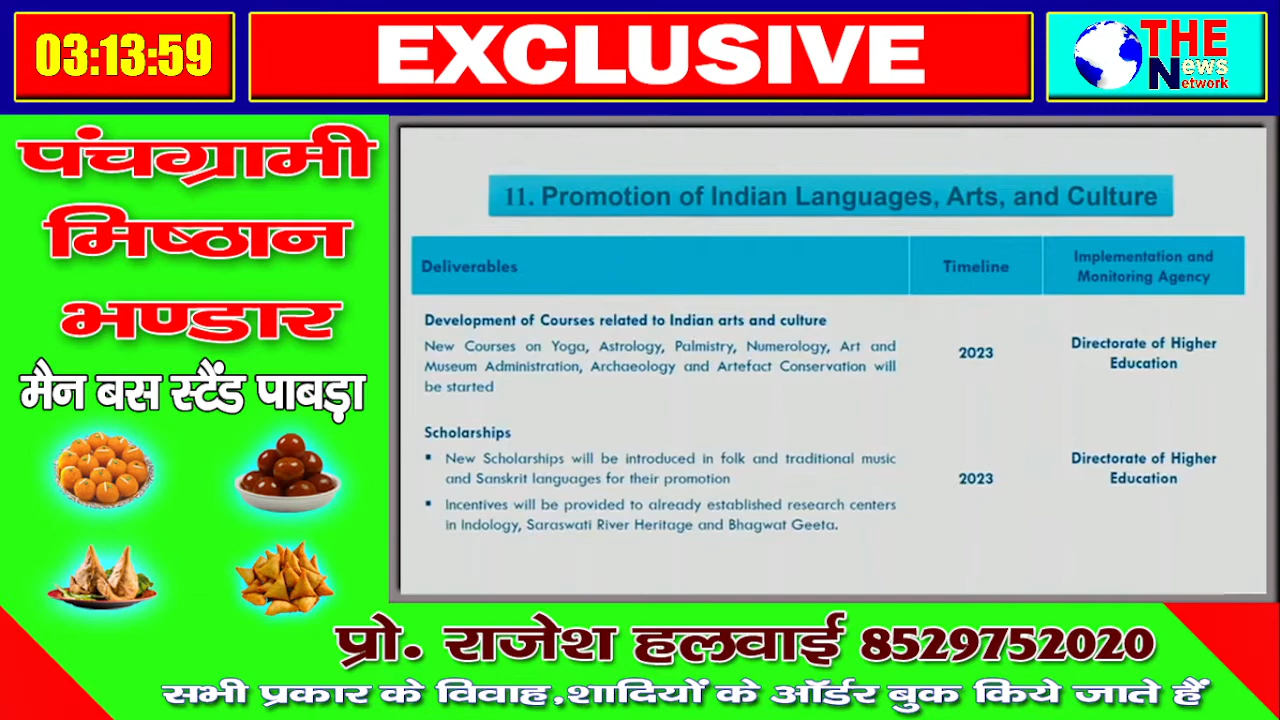 03:13:59
EXCLUSIVE
THE
News
Network
पंचग्रामी
मिष्ठान
भण्डार
मैन बस स्टैंड पाबड़ा
11. Promotion of Indian Languages, Arts, and Culture
Deliverables
Timeline
Implementation and
Monitoring Agency
Development of Courses related to Indian arts and culture
New Courses on Yoga, Astrology, Palmistry, Numerology, Art and
Museum Administration, Archaeology and Artefact Conservation will
be started
2023
Directorate of Higher
Education
Scholarships
▪ New Scholarships will be introduced in folk and traditional music
and Sanskrit languages for their promotion
▪ Incentives will be provided to already established research centers
in Indology, Saraswati River Heritage and Bhagwat Geeta.
2023
Directorate of Higher
Education
प्रो. राजेश हलवाई 8529752020
सभी प्रकार के विवाह,शादियों के ऑर्डर बुक किये जाते हैं